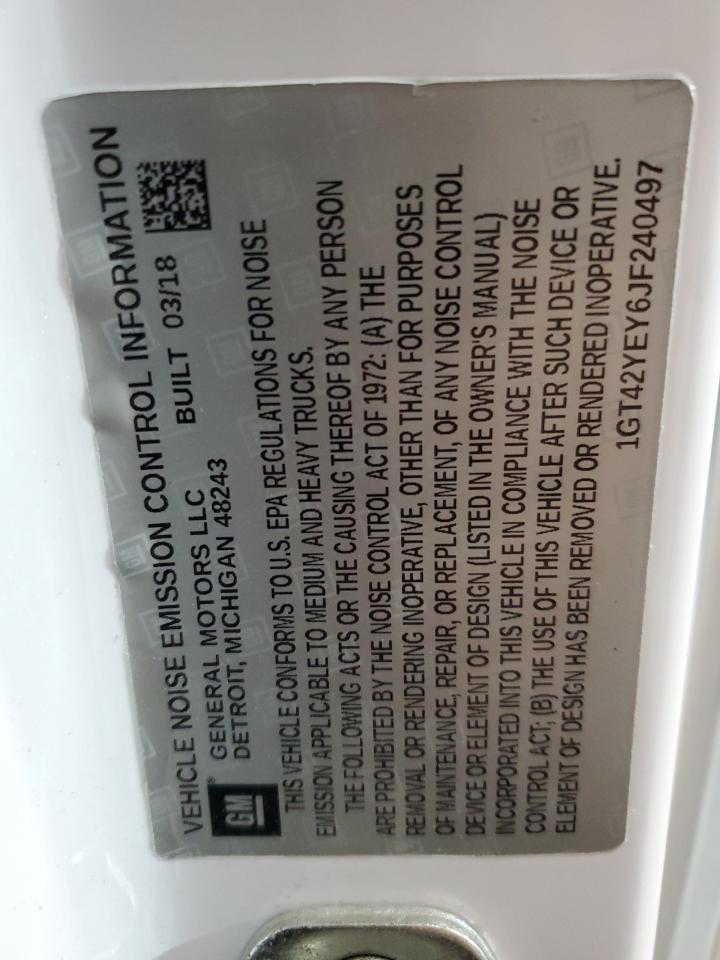 VEHICLE NOISE EMISSION CONTROL INFORMATION
GM® GENERAL MOTORS LLC BUILT 03/18
DETROIT, MICHIGAN 48243
THIS VEHICLE CONFORMS TO U.S. EPA REGULATIONS FOR NOISE
EMISSION APPLICABLE TO MEDIUM AND HEAVY TRUCKS.
THE FOLLOWING ACTS OR THE CAUSING THEREOF BY ANY PERSON
ARE PROHIBITED BY THE NOISE CONTROL ACT OF 1972: (A) THE
REMOVAL OR RENDERING INOPERATIVE, OTHER THAN FOR PURPOSES
OF MAINTENANCE, REPAIR, OR REPLACEMENT, OF ANY NOISE CONTROL
DEVICE OR ELEMENT OF DESIGN (LISTED IN THE OWNER'S MANUAL)
INCORPORATED INTO THIS VEHICLE IN COMPLIANCE WITH THE NOISE
CONTROL ACT; (B) THE USE OF THIS VEHICLE AFTER SUCH DEVICE OR
ELEMENT OF DESIGN HAS BEEN REMOVED OR RENDERED INOPERATIVE.
1GT42YEY6JF240497